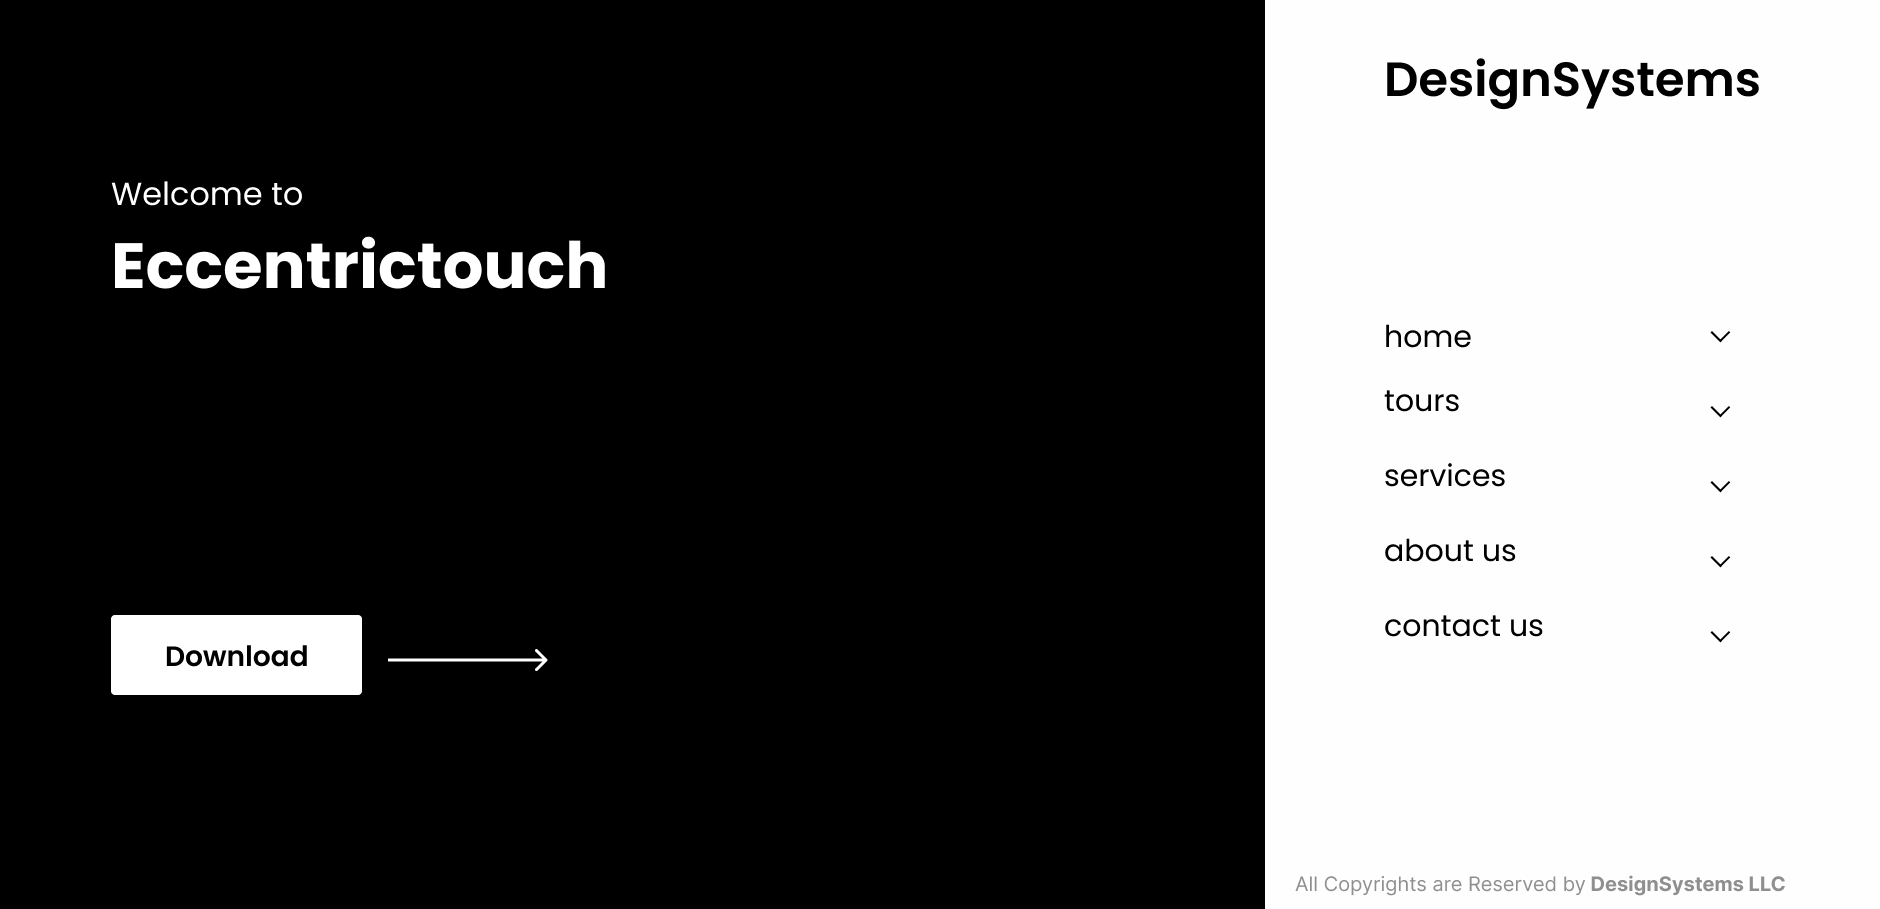 Welcome to
Eccentrictouch
Download
DesignSystems
home
tours
services
about us
contact us
All Copyrights are Reserved by DesignSystems LLC